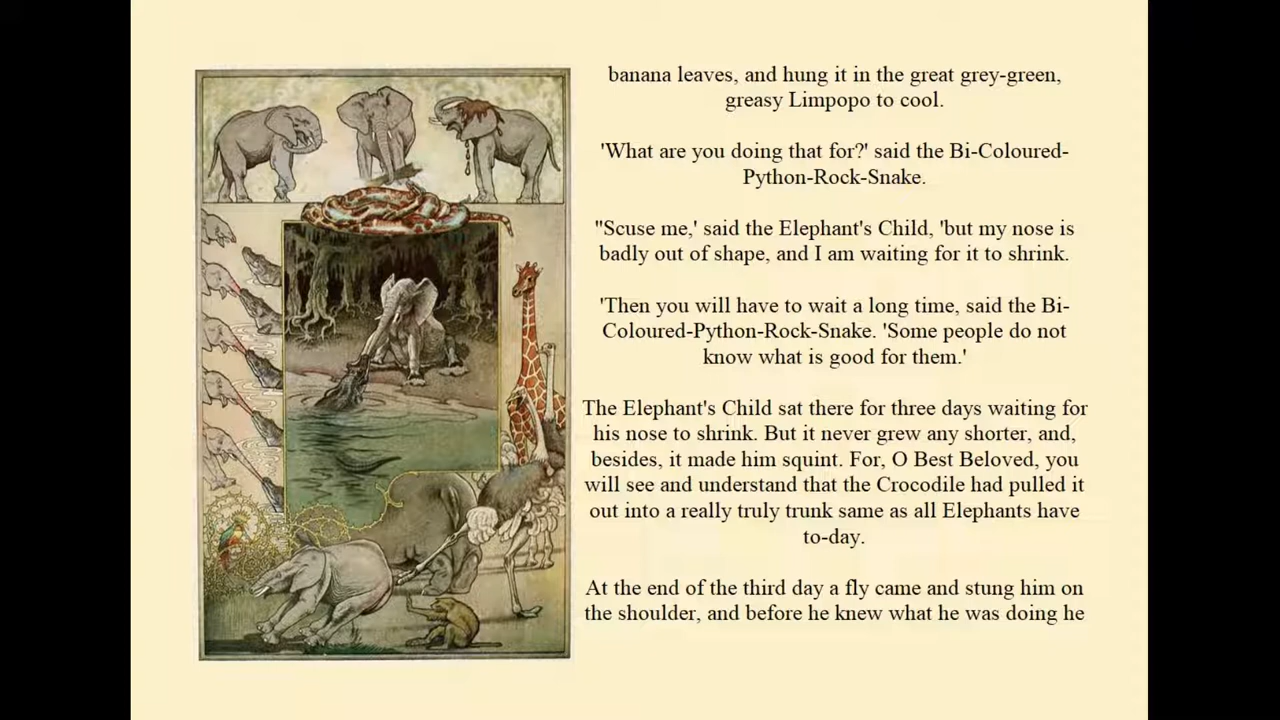 banana leaves, and hung it in the great grey-green,
greasy Limpopo to cool.
'What are you doing that for?' said the Bi-Coloured-
Python-Rock-Snake.
"Scuse me,' said the Elephant's Child, 'but my nose is
badly out of shape, and I am waiting for it to shrink.
'Then you will have to wait a long time, said the Bi-
Coloured-Python-Rock-Snake. 'Some people do not
know what is good for them.'
The Elephant's Child sat there for three days waiting for
his nose to shrink. But it never grew any shorter, and,
besides, it made him squint. For, O Best Beloved, you
will see and understand that the Crocodile had pulled it
out into a really truly trunk same as all Elephants have
to-day.
At the end of the third day a fly came and stung him on
the shoulder, and before he knew what he was doing he